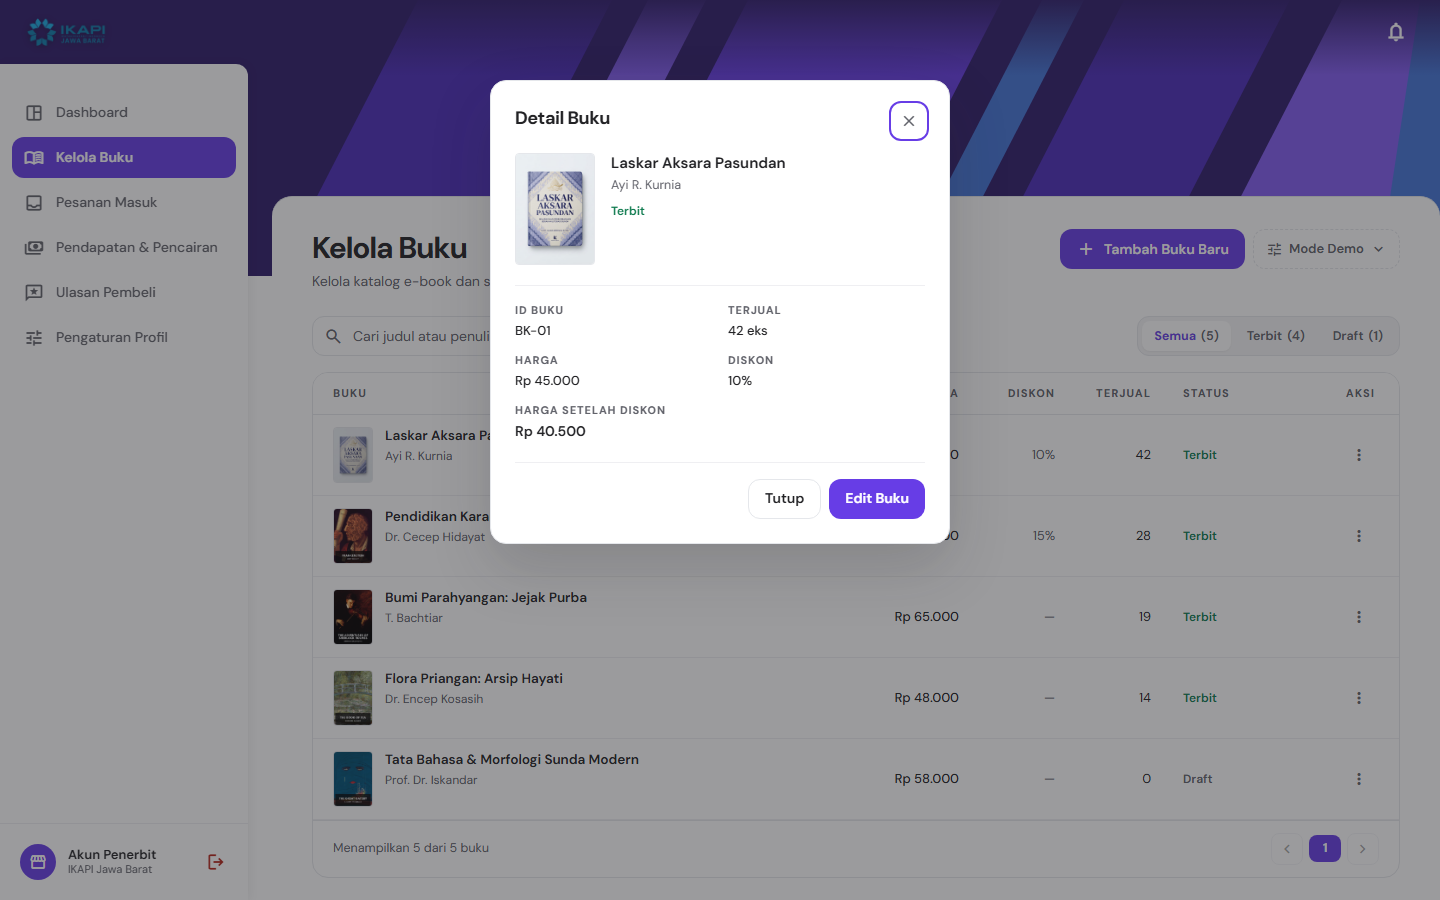 IKAPI
JAWA BARAT
Dashboard
Kelola Buku
Pesanan Masuk
Pendapatan & Pencairan
Ulasan Pembeli
Pengaturan Profil
Akun Penerbit
IKAPI Jawa Barat
Kelola Buku
Kelola katalog e-book dan s
Tambah Buku Baru
Mode Demo
Cari judul atau penuli
Semua (5)
Terbit (4)
Draft (1)
BUKU
A
DISKON
TERJUAL
STATUS
AKSI
Laskar Aksara Pa
Ayi R. Kurnia
0
10%
42
Terbit
Pendidikan Kara
Dr. Cecep Hidayat
00
15%
28
Terbit
Bumi Parahyangan: Jejak Purba
T. Bachtiar
Rp 65.000
—
19
Terbit
Flora Priangan: Arsip Hayati
Dr. Encep Kosasih
Rp 48.000
—
14
Terbit
Tata Bahasa & Morfologi Sunda Modern
Prof. Dr. Iskandar
Rp 58.000
—
0
Draft
Menampilkan 5 dari 5 buku
1
Detail Buku
LASKAR
AKSARA
PASUNDAN
Laskar Aksara Pasundan
Ayi R. Kurnia
Terbit
ID BUKU
TERJUAL
BK-01
42 eks
HARGA
DISKON
Rp 45.000
10%
HARGA SETELAH DISKON
Rp 40.500
Tutup
Edit Buku